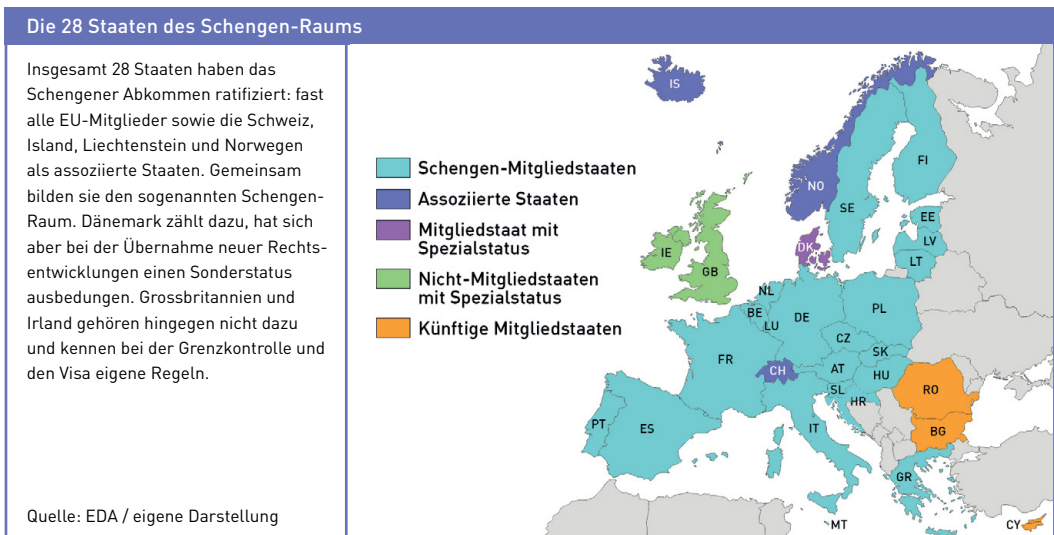 Die 28 Staaten des Schengen-Raums
Insgesamt 28 Staaten haben das
Schengener Abkommen ratifiziert: fast
alle EU-Mitglieder sowie die Schweiz,
Island, Liechtenstein und Norwegen
als assoziierte Staaten. Gemeinsam
bilden sie den sogenannten Schengen-
Raum. Dänemark zählt dazu, hat sich
aber bei der Übernahme neuer Rechts-
entwicklungen einen Sonderstatus
ausbedungen. Grossbritannien und
Irland gehören hingegen nicht dazu
und kennen bei der Grenzkontrolle und
den Visa eigene Regeln.
Quelle: EDA / eigene Darstellung
Schengen-Mitgliedstaaten
Assoziierte Staaten
Mitgliedstaat mit
Spezialstatus
Nicht-Mitgliedstaaten
mit Spezialstatus
Künftige Mitgliedstaaten
IS
NO
SE
FI
EE
LV
LT
DK
IE
GB
NL
BE
LU
DE
PL
CZ
SK
FR
CH
AT
HU
SL
HR
RO
BG
PT
ES
IT
GR
MT
CY